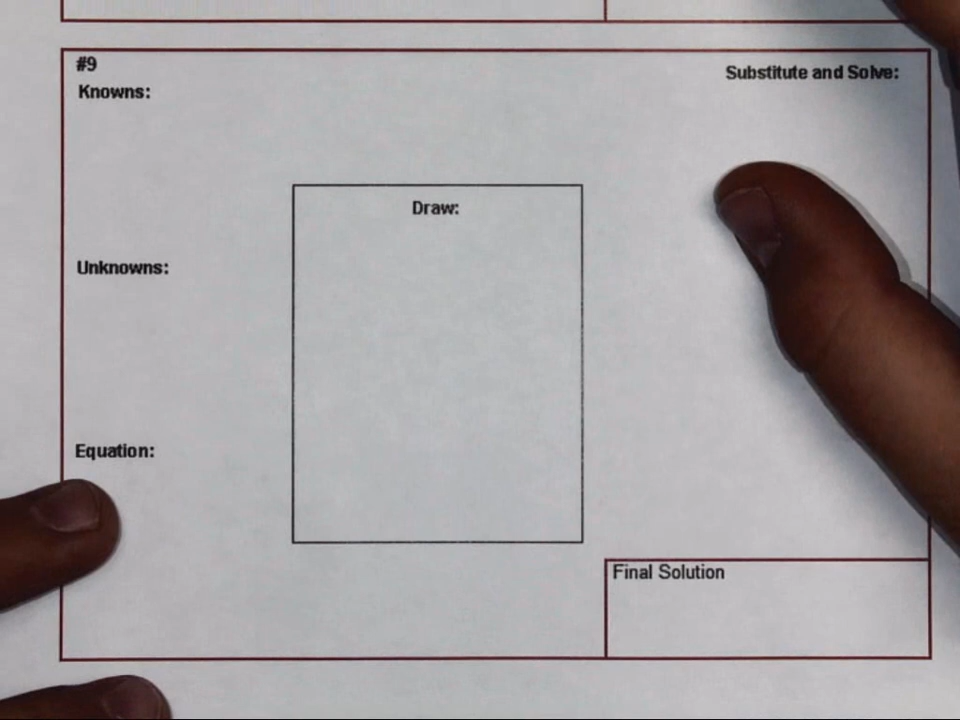 #9
Knowns:
Substitute and Solve:
Draw:
Unknowns:
Equation:
Final Solution